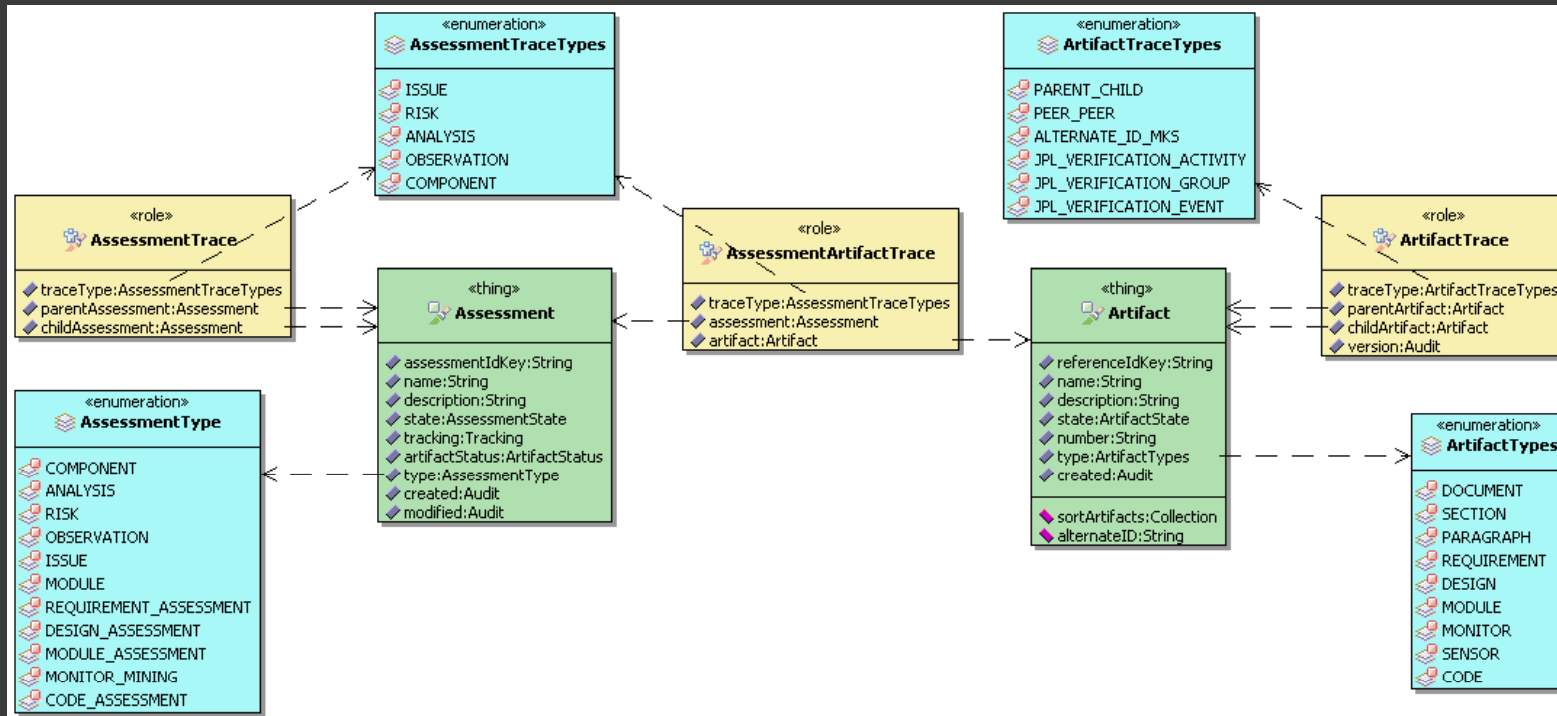 «enumeration»
AssessmentTraceTypes
ISSUE
RISK
ANALYSIS
OBSERVATION
COMPONENT
«enumeration»
ArtifactTraceTypes
PARENT_CHILD
PEER_PEER
ALTERNATE_ID_MKS
JPL_VERIFICATION_ACTIVITY
JPL_VERIFICATION_GROUP
JPL_VERIFICATION_EVENT
«role»
AssessmentTrace
traceType:AssessmentTraceTypes
parentAssessment:Assessment
childAssessment:Assessment
«thing»
Assessment
assessmentIdKey:String
name:String
description:String
state:AssessmentState
tracking:Tracking
artifactStatus:ArtifactStatus
type:AssessmentType
created:Audit
modified:Audit
«role»
AssessmentArtifactTrace
traceType:AssessmentTraceTypes
assessment:Assessment
artifact:Artifact
«thing»
Artifact
referenceIdKey:String
name:String
description:String
state:ArtifactState
number:String
type:ArtifactTypes
created:Audit
sortArtifacts:Collection
alternateID:String
«role»
ArtifactTrace
traceType:ArtifactTraceTypes
parentArtifact:Artifact
childArtifact:Artifact
version:Audit
«enumeration»
AssessmentType
COMPONENT
ANALYSIS
RISK
OBSERVATION
ISSUE
MODULE
REQUIREMENT_ASSESSMENT
DESIGN_ASSESSMENT
MODULE_ASSESSMENT
MONITOR_MINING
CODE_ASSESSMENT
«enumeration»
ArtifactTypes
DOCUMENT
SECTION
PARAGRAPH
REQUIREMENT
DESIGN
MODULE
MONITOR
SENSOR
CODE